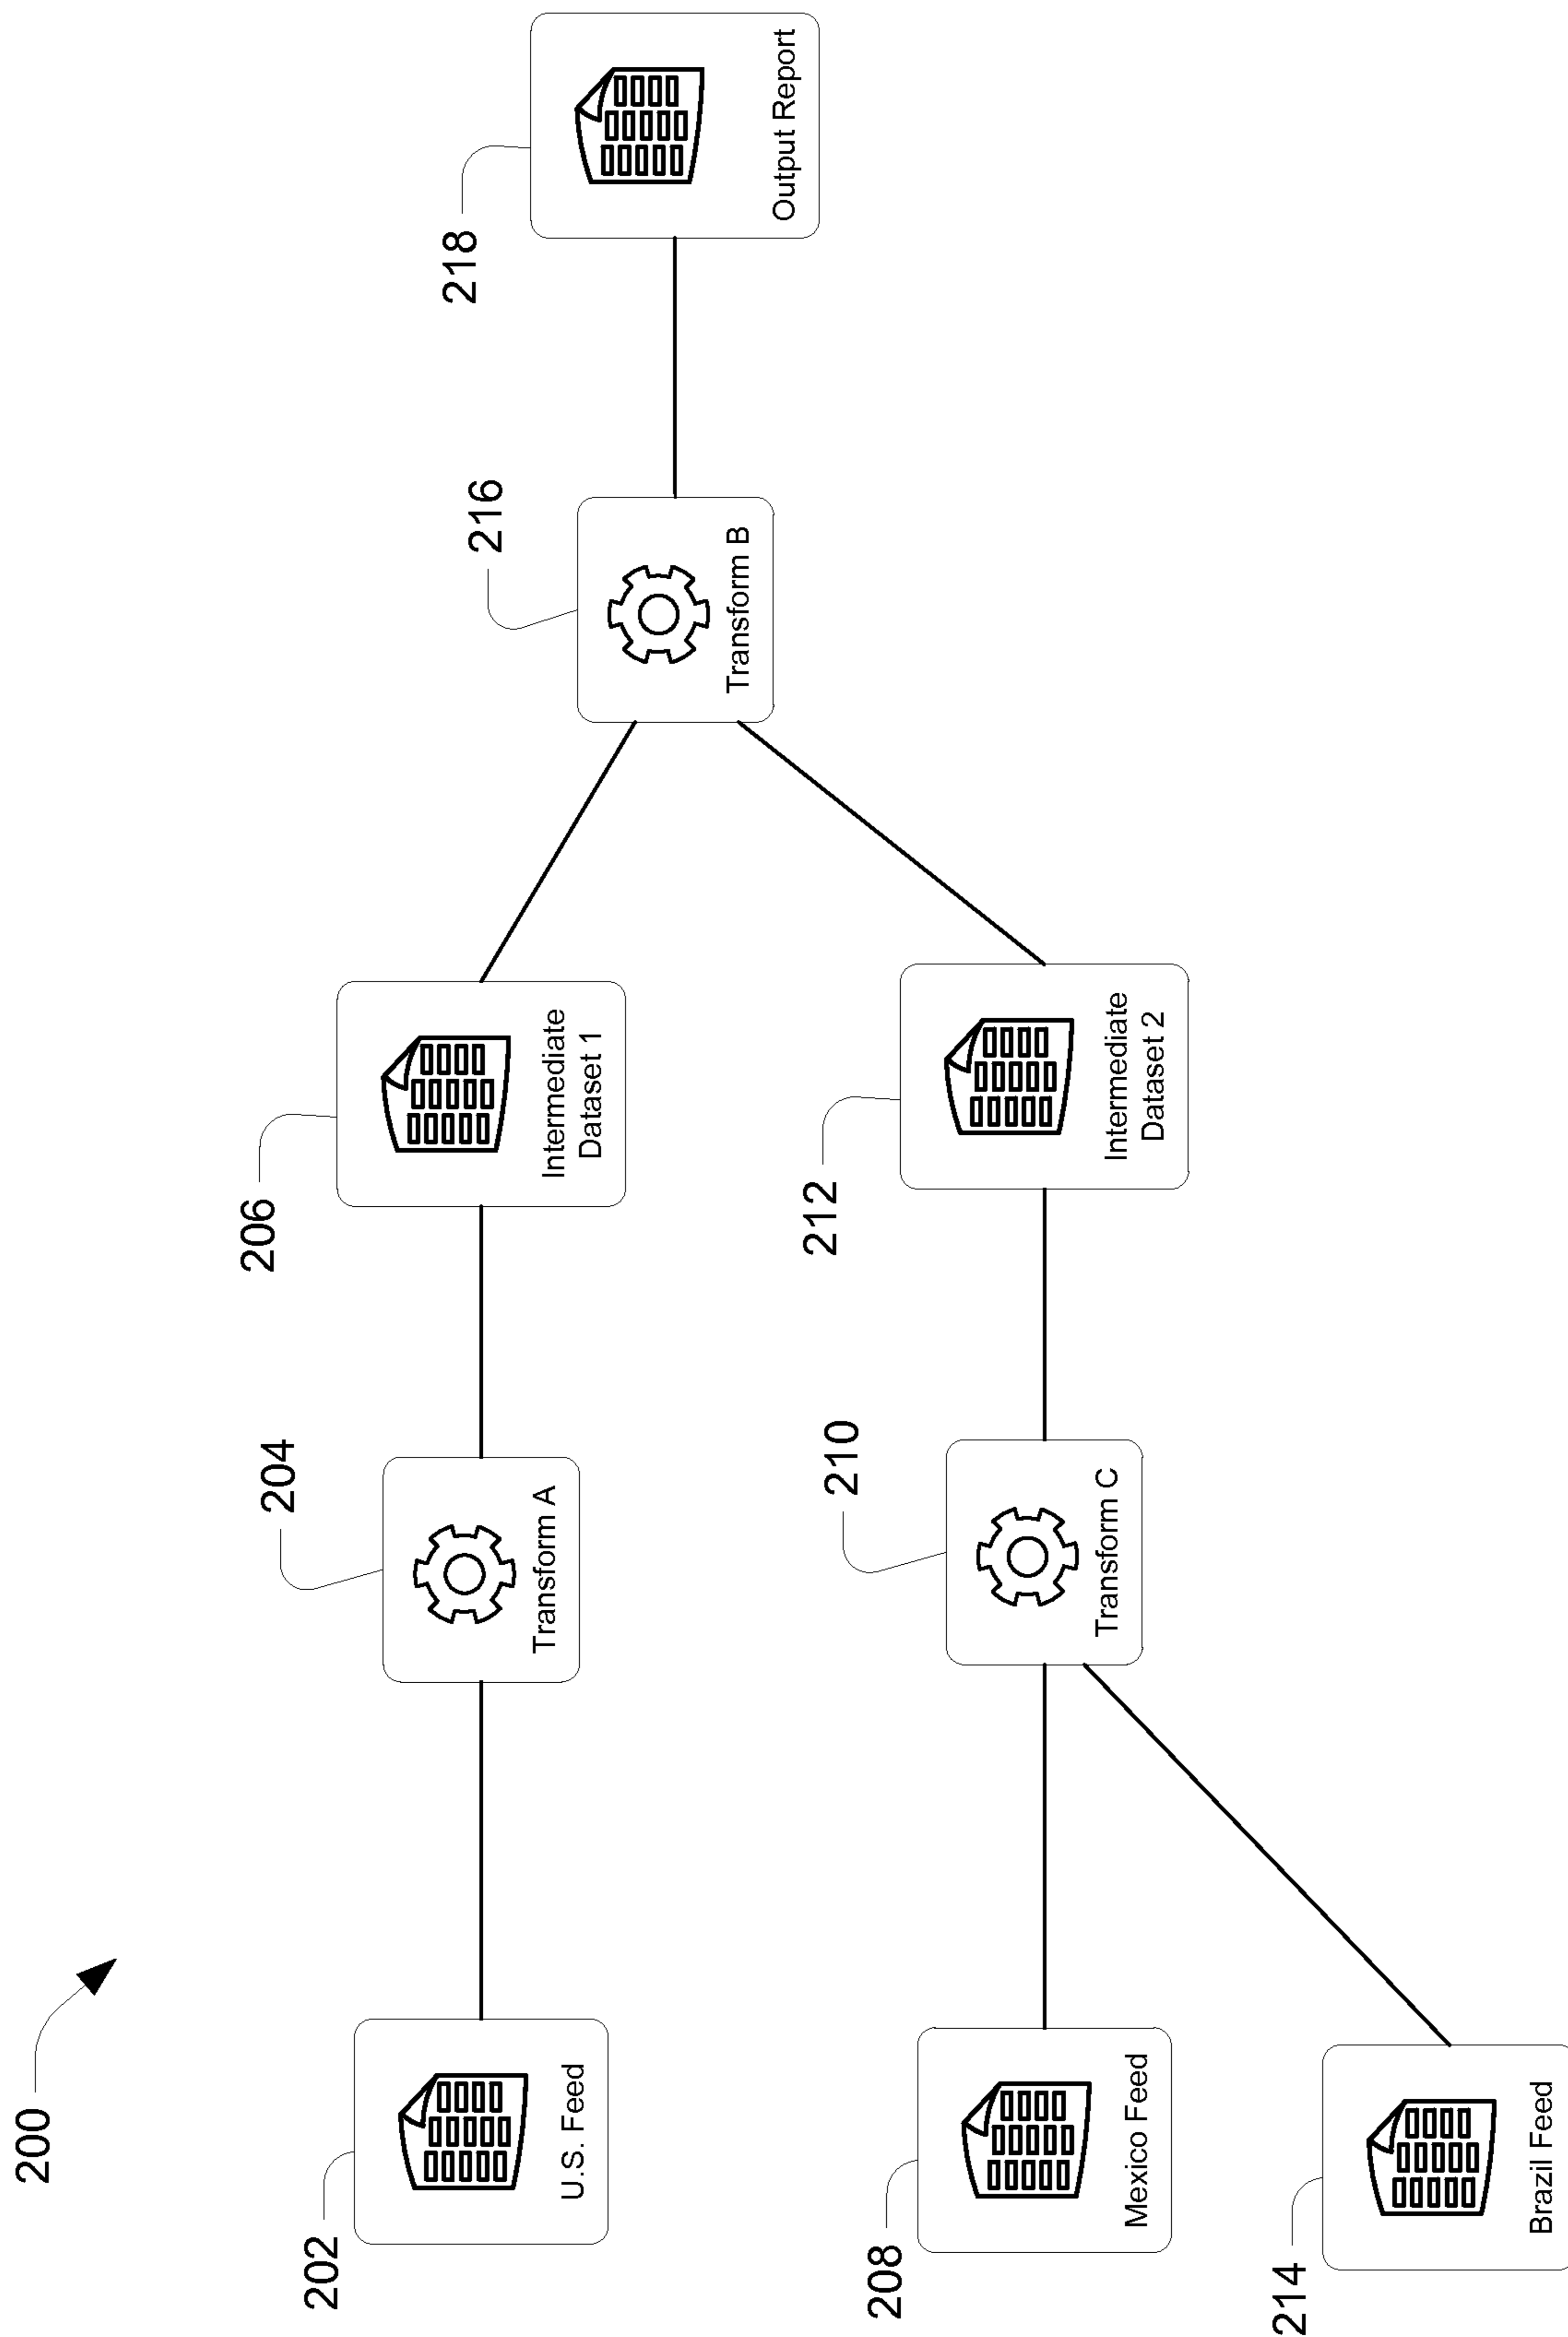 200
202
U.S. Feed
204
Transform A
206
Intermediate
Dataset 1
208
Mexico Feed
210
Transform C
212
Intermediate
Dataset 2
214
Brazil Feed
216
Transform B
218
Output Report